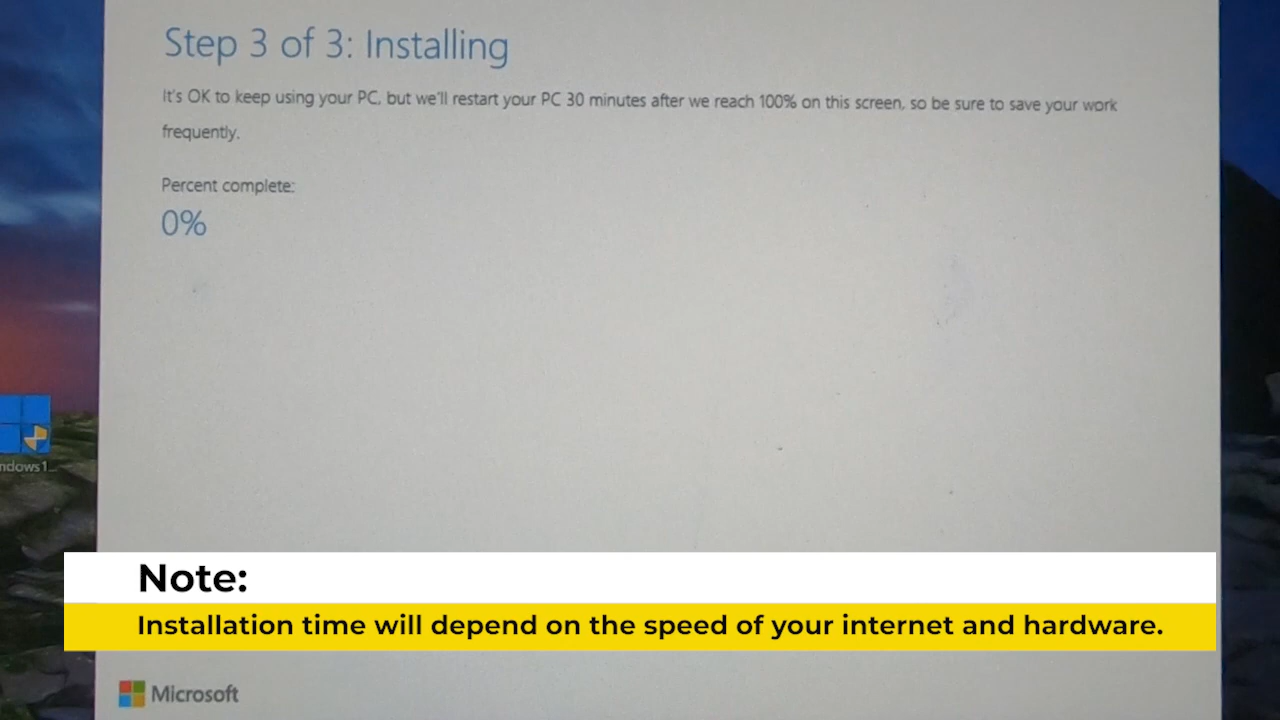 Step 3 of 3: Installing
It's OK to keep using your PC, but we'll restart your PC 30 minutes after we reach 100% on this screen, so be sure to save your work
frequently.
Percent complete:
0%
ndows1...
Note:
Installation time will depend on the speed of your internet and hardware.
Microsoft